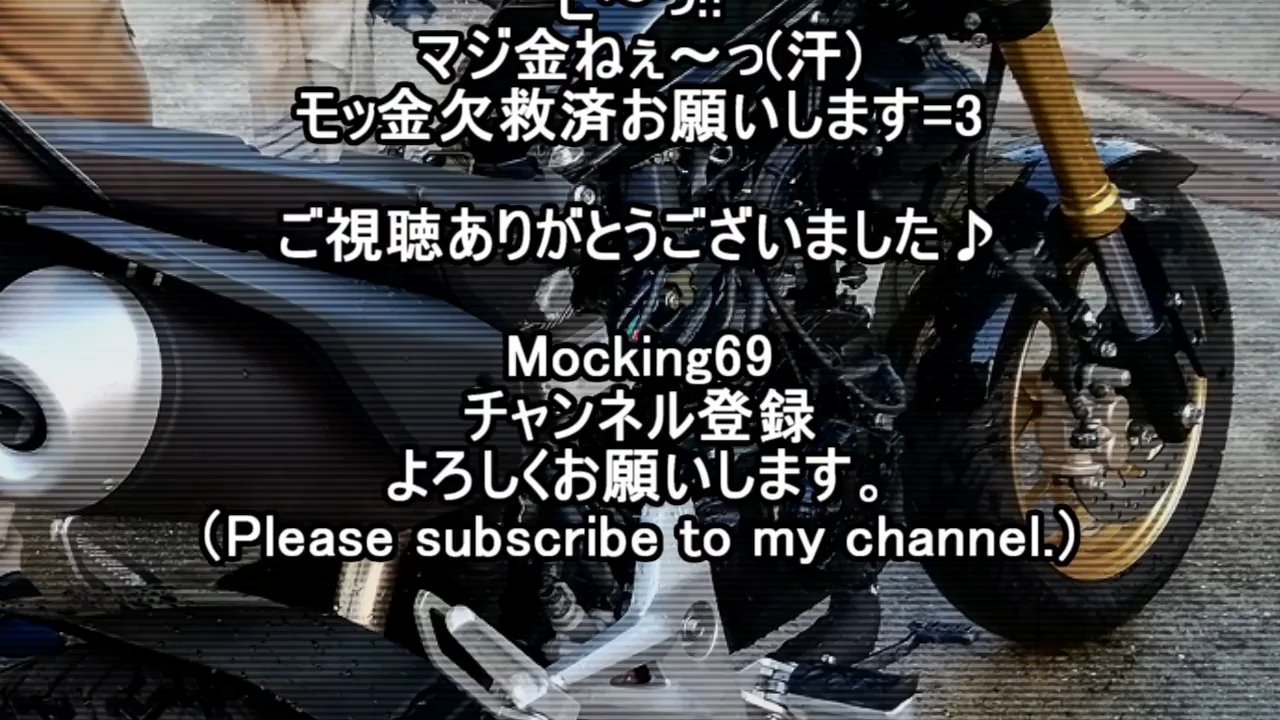 マジ金ねぇ～っ(汗)
モッ金欠救済お願いします=3
ご視聴ありがとうございました♪
Mocking69
チャンネル登録
よろしくお願いします。
(Please subscribe to my channel.)